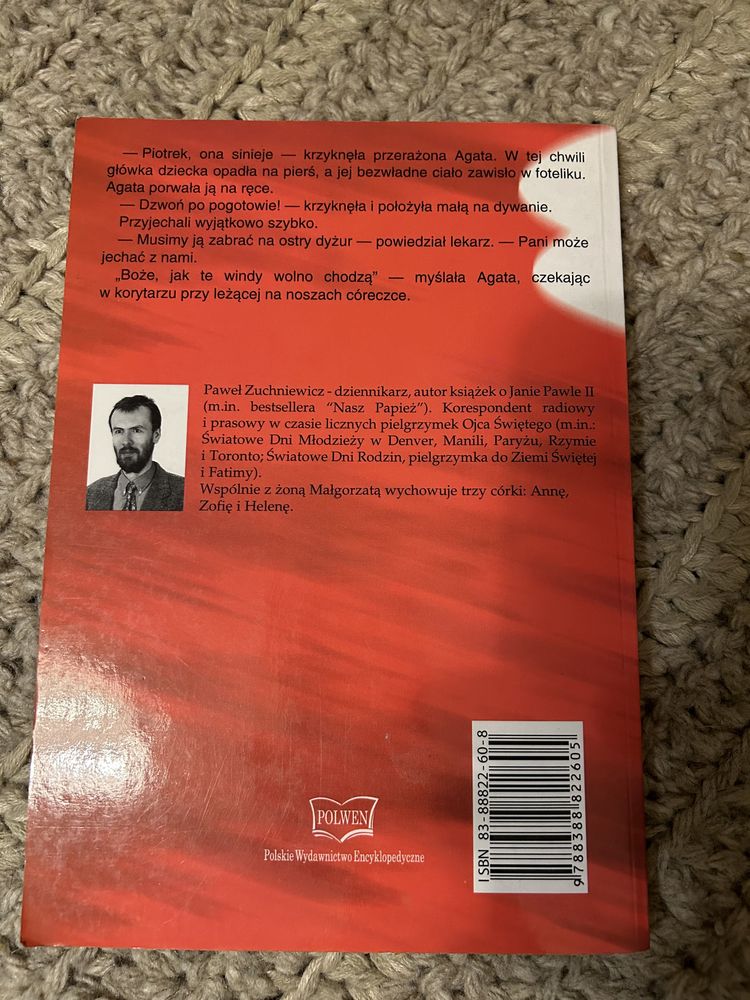 — Piotrek, ona sinieje — krzyknęła przerażona Agata. W tej chwili
główka dziecka opadła na pierś, a jej bezwładne ciało zawisło w foteliku.
Agata porwała ją na ręce.
— Dzwoń po pogotowie! — krzyknęła i położyła małą na dywanie.
Przyjechali wyjątkowo szybko.
— Musimy ją zabrać na ostry dyżur — powiedział lekarz. — Pani może
jechać z nami.
„Boże, jak te windy wolno chodzą” — myślała Agata, czekając
w korytarzu przy leżącej na noszach córeczce.
Paweł Zuchniewicz - dziennikarz, autor książek o Janie Pawle II
(m.in. bestsellera “Nasz Papież”). Korespondent radiowy
i prasowy w czasie licznych pielgrzymek Ojca Świętego (m.in.:
Światowe Dni Młodzieży w Denver, Manili, Paryżu, Rzymie
i Toronto; Światowe Dni Rodzin, pielgrzymka do Ziemi Świętej
i Fatimy).
Wspólnie z żoną Małgorzatą wychowuje trzy córki: Annę,
Zofię i Helenę.
POLWEN
Polskie Wydawnictwo Encyklopedyczne
ISBN 83-88822-60-8
9788388822605